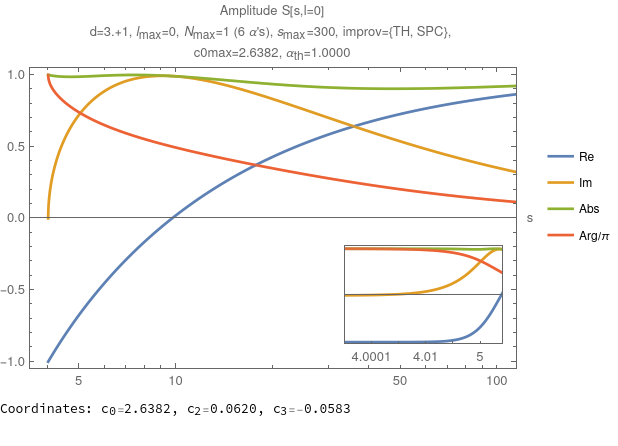 Amplitude S[s,l=0]
d=3.+1, lmax=0, Nmax=1 (6 α's), smax=300, improv={TH, SPC},
c0max=2.6382, αth=1.0000
1.0
0.5
0.0
-0.5
-1.0
5
10
50
100
s
4.0001
4.01
5
Re
Im
Abs
Arg/π
Coordinates: c0=2.6382, c2=0.0620, c3=-0.0583